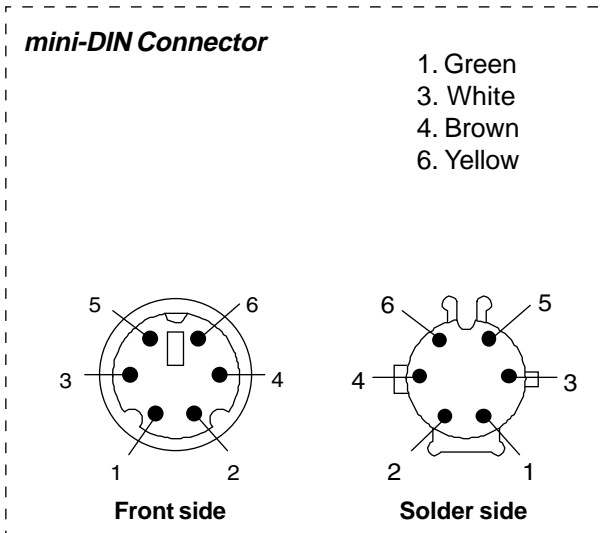 mini-DIN Connector
1. Green
3. White
4. Brown
6. Yellow
5 6
3 4
1 2
Front side
6 5
4 3
2 1
Solder side